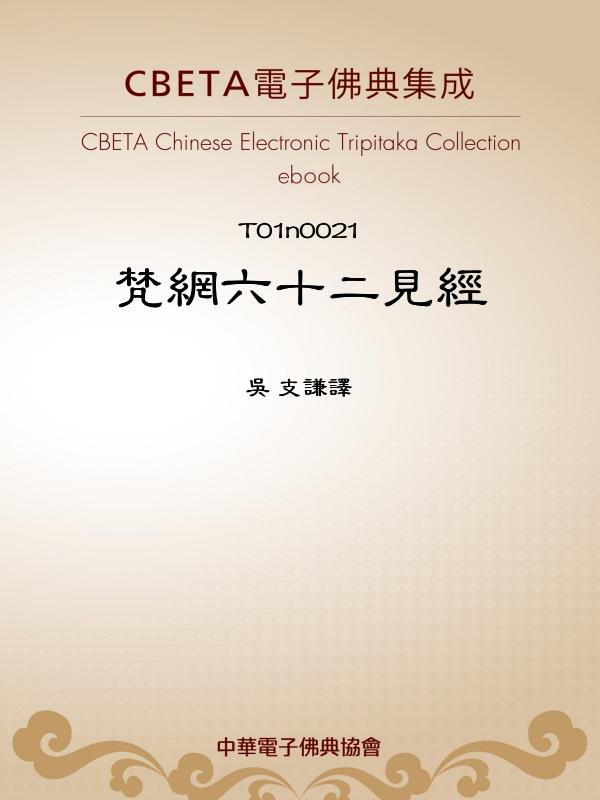 CBETA電子佛典集成
CBETA Chinese Electronic Tripitaka Collection
ebook
T01n0021
梵網六十二見經
吳 支謙譯
中華電子佛典協會